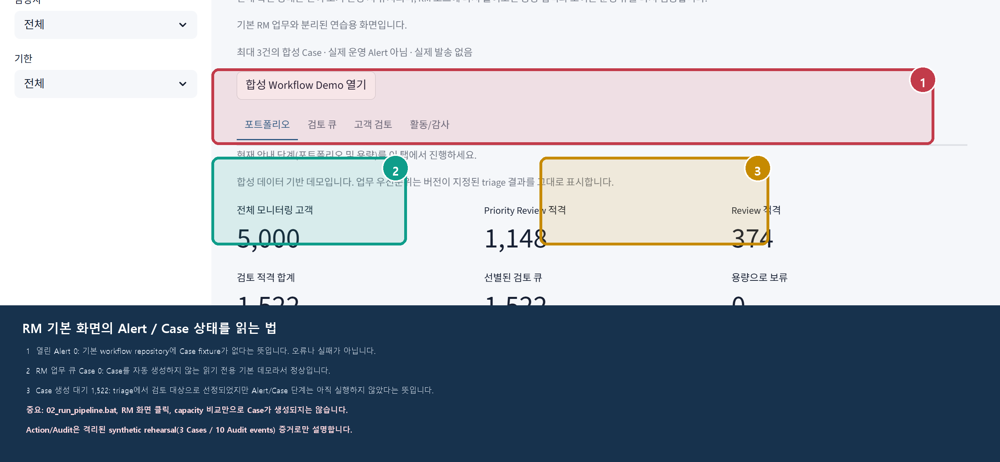 전체
기한
전체
기본 RM 업무와 분리된 연습용 화면입니다.
최대 3건의 합성 Case · 실제 운영 Alert 아님 · 실제 발송 없음
합성 Workflow Demo 열기
1
포트폴리오 검토 큐 고객 검토 활동/감사
현재 안내 단계(포트폴리오 및 용량)를 이 탭에서 진행하세요.
2
3
합성 데이터 기반 데모입니다. 업무 우선순위는 버전이 지정된 triage 결과를 그대로 표시합니다.
전체 모니터링 고객 Priority Review 적격 Review 적격
5,000 1,148 374
검토 적격 합계 선별된 검토 큐 용량으로 보류
1,522 1,522 0
RM 기본 화면의 Alert / Case 상태를 읽는 법
1 열린 Alert 0: 기본 workflow repository에 Case fixture가 없다는 뜻입니다. 오류나 실패가 아닙니다.
2 RM 업무 큐 Case 0: Case를 자동 생성하지 않는 읽기 전용 기본 데모라서 정상입니다.
3 Case 생성 대기 1,522: triage에서 검토 대상으로 선정되었지만 Alert/Case 단계는 아직 실행하지 않았다는 뜻입니다.
중요: 02_run_pipeline.bat, RM 화면 클릭, capacity 비교만으로 Case가 생성되지는 않습니다.
Action/Audit은 격리된 synthetic rehearsal(3 Cases / 10 Audit events) 증거로만 설명합니다.